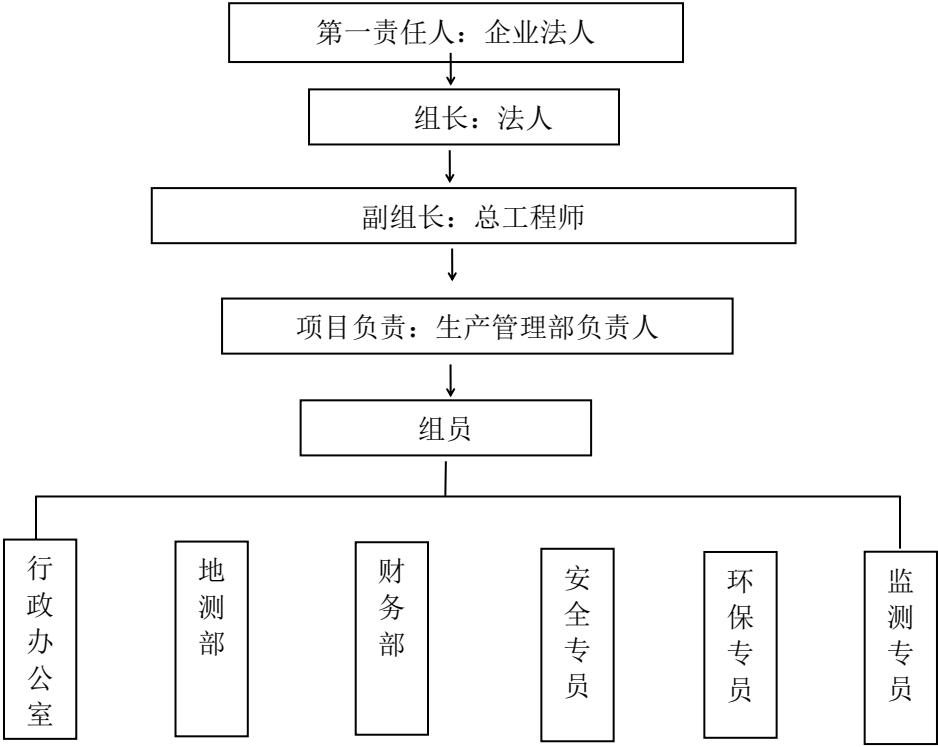 第一责任人：企业法人
组长：法人
副组长：总工程师
项目负责：生产管理部负责人
组员
行政办公室
地测部
财务部
安全专员
环保专员
监测专员